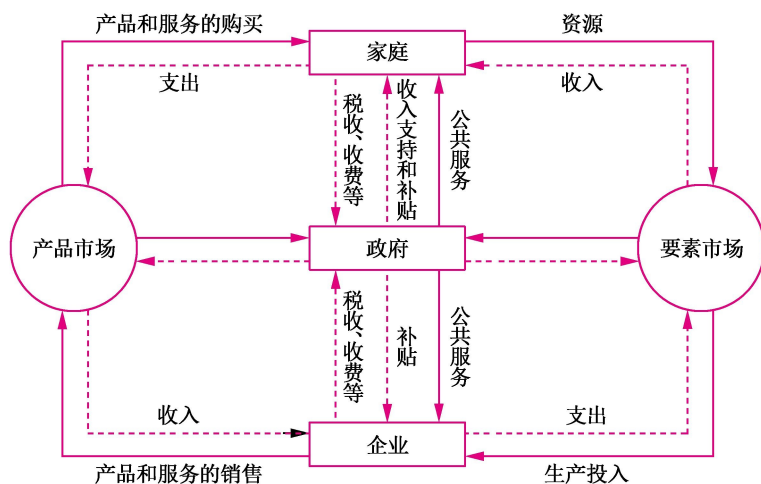 产品和服务的购买
家庭
资源
支出
收入
税收、收费等
收入支持和补贴
公共服务
产品市场
政府
要素市场
税收、收费等
补贴
公共服务
收入
企业
支出
产品和服务的销售
生产投入